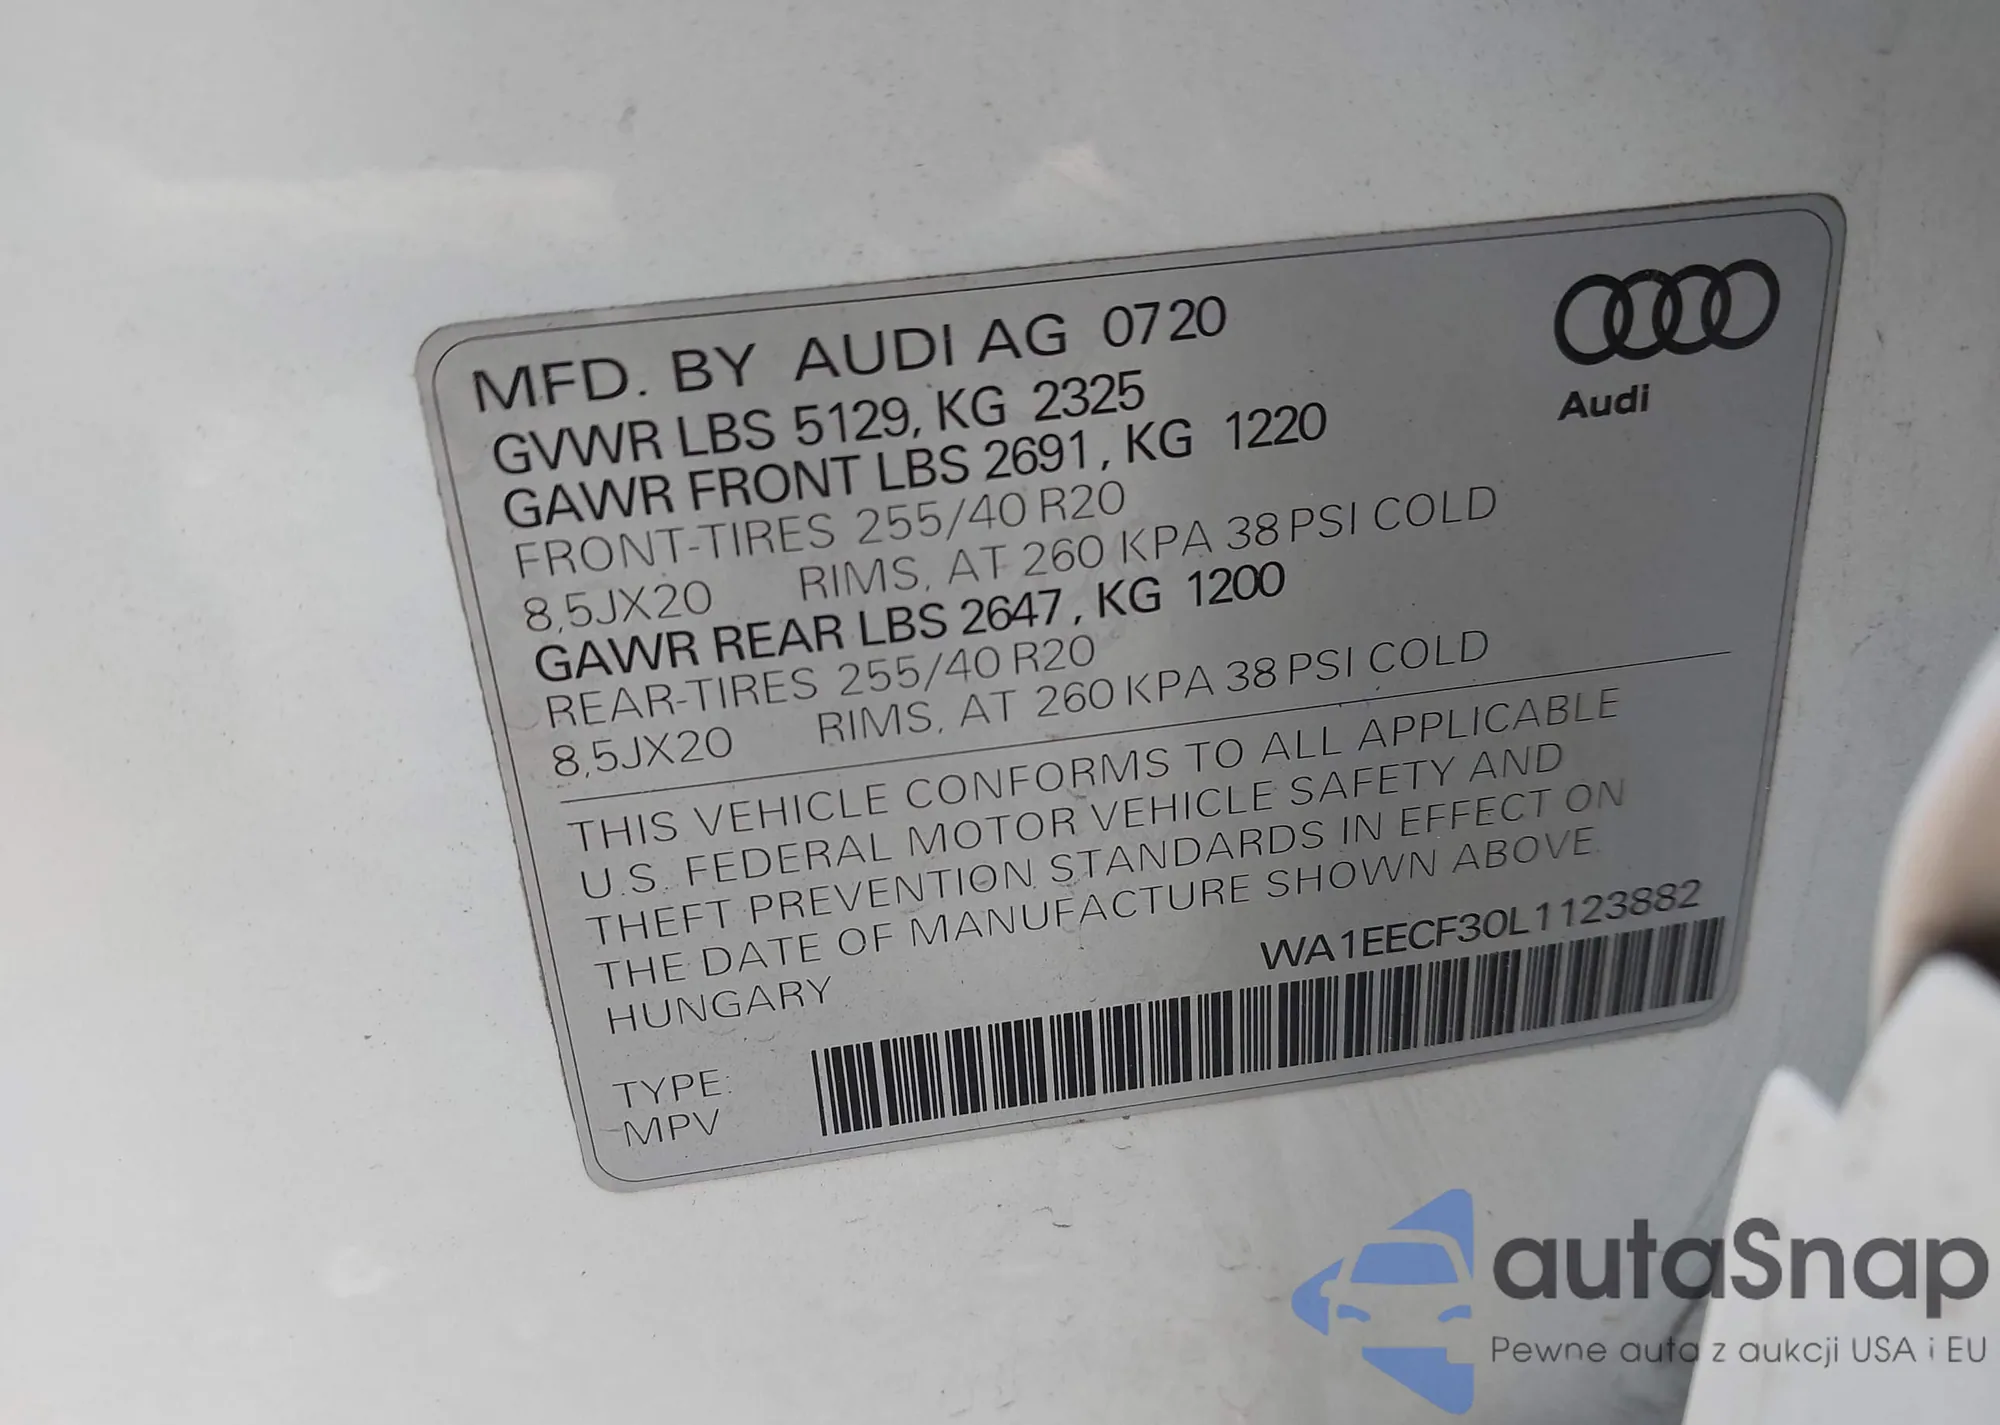 MFD. BY AUDI AG 0720
GVWR LBS 5129, KG 2325
GAWR FRONT LBS 2691, KG 1220
FRONT-TIRES 255/40 R20
8,5JX20 RIMS, AT 260 KPA 38 PSI COLD
GAWR REAR LBS 2647, KG 1200
REAR-TIRES 255/40 R20
8,5JX20 RIMS, AT 260 KPA 38 PSI COLD
Audi
THIS VEHICLE CONFORMS TO ALL APPLICABLE
U.S. FEDERAL MOTOR VEHICLE SAFETY AND
THEFT PREVENTION STANDARDS IN EFFECT ON
THE DATE OF MANUFACTURE SHOWN ABOVE.
HUNGARY
WA1EECF30L1123882
TYPE:
MPV
autaSnap
Pewne auta z aukcji USA i EU